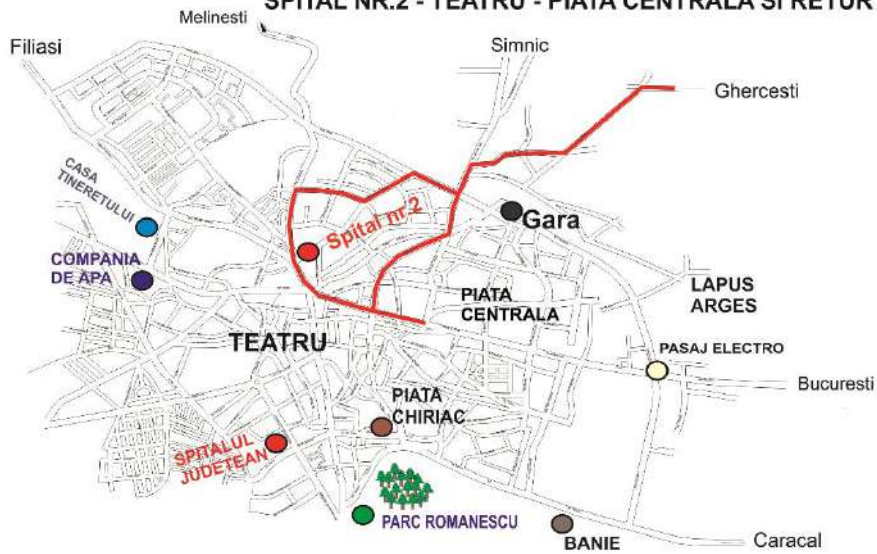 SPITAL NR.2 - TEATRU - PIATA CENTRALA SI RETUR
Melinesti
Filiasi
Simnic
Ghercesti
CASA
TINERETULUI
Spital nr.2
Gara
COMPANIA
DE APA
PIATA
CENTRALA
LAPUS
ARGES
TEATRU
PASAJ ELECTRO
Bucuresti
PIATA
CHIRIAC
SPITALUL
JUDETEAN
PARC ROMANESCU
BANIE
Caracal